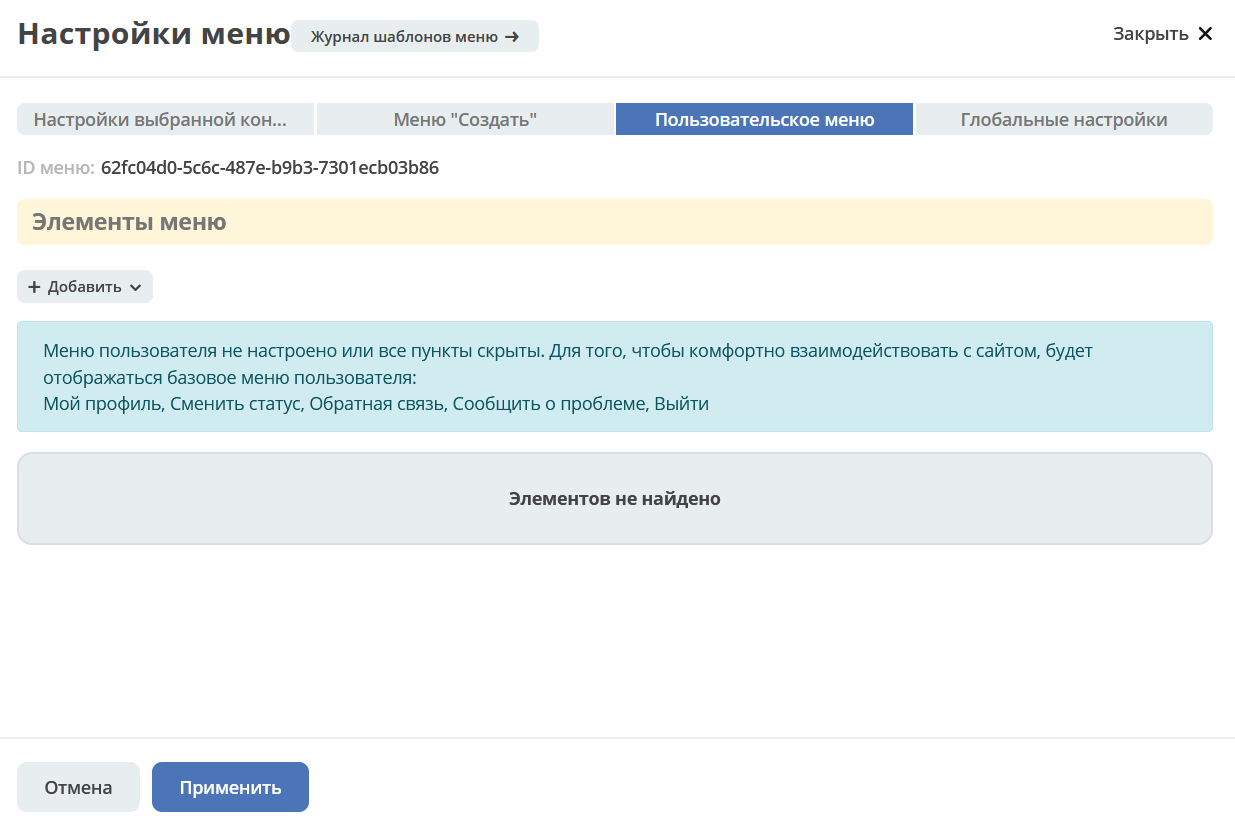 Настройки меню
Журнал шаблонов меню →
Закрыть
Настройки выбранной кон...
Меню "Создать"
Пользовательское меню
Глобальные настройки
ID меню: 62fc04d0-5c6c-487e-b9b3-7301ecb03b86
Элементы меню
+ Добавить
Меню пользователя не настроено или все пункты скрыты. Для того, чтобы комфортно взаимодействовать с сайтом, будет
отображаться базовое меню пользователя:
Мой профиль, Сменить статус, Обратная связь, Сообщить о проблеме, Выйти
Элементов не найдено
Отмена
Применить